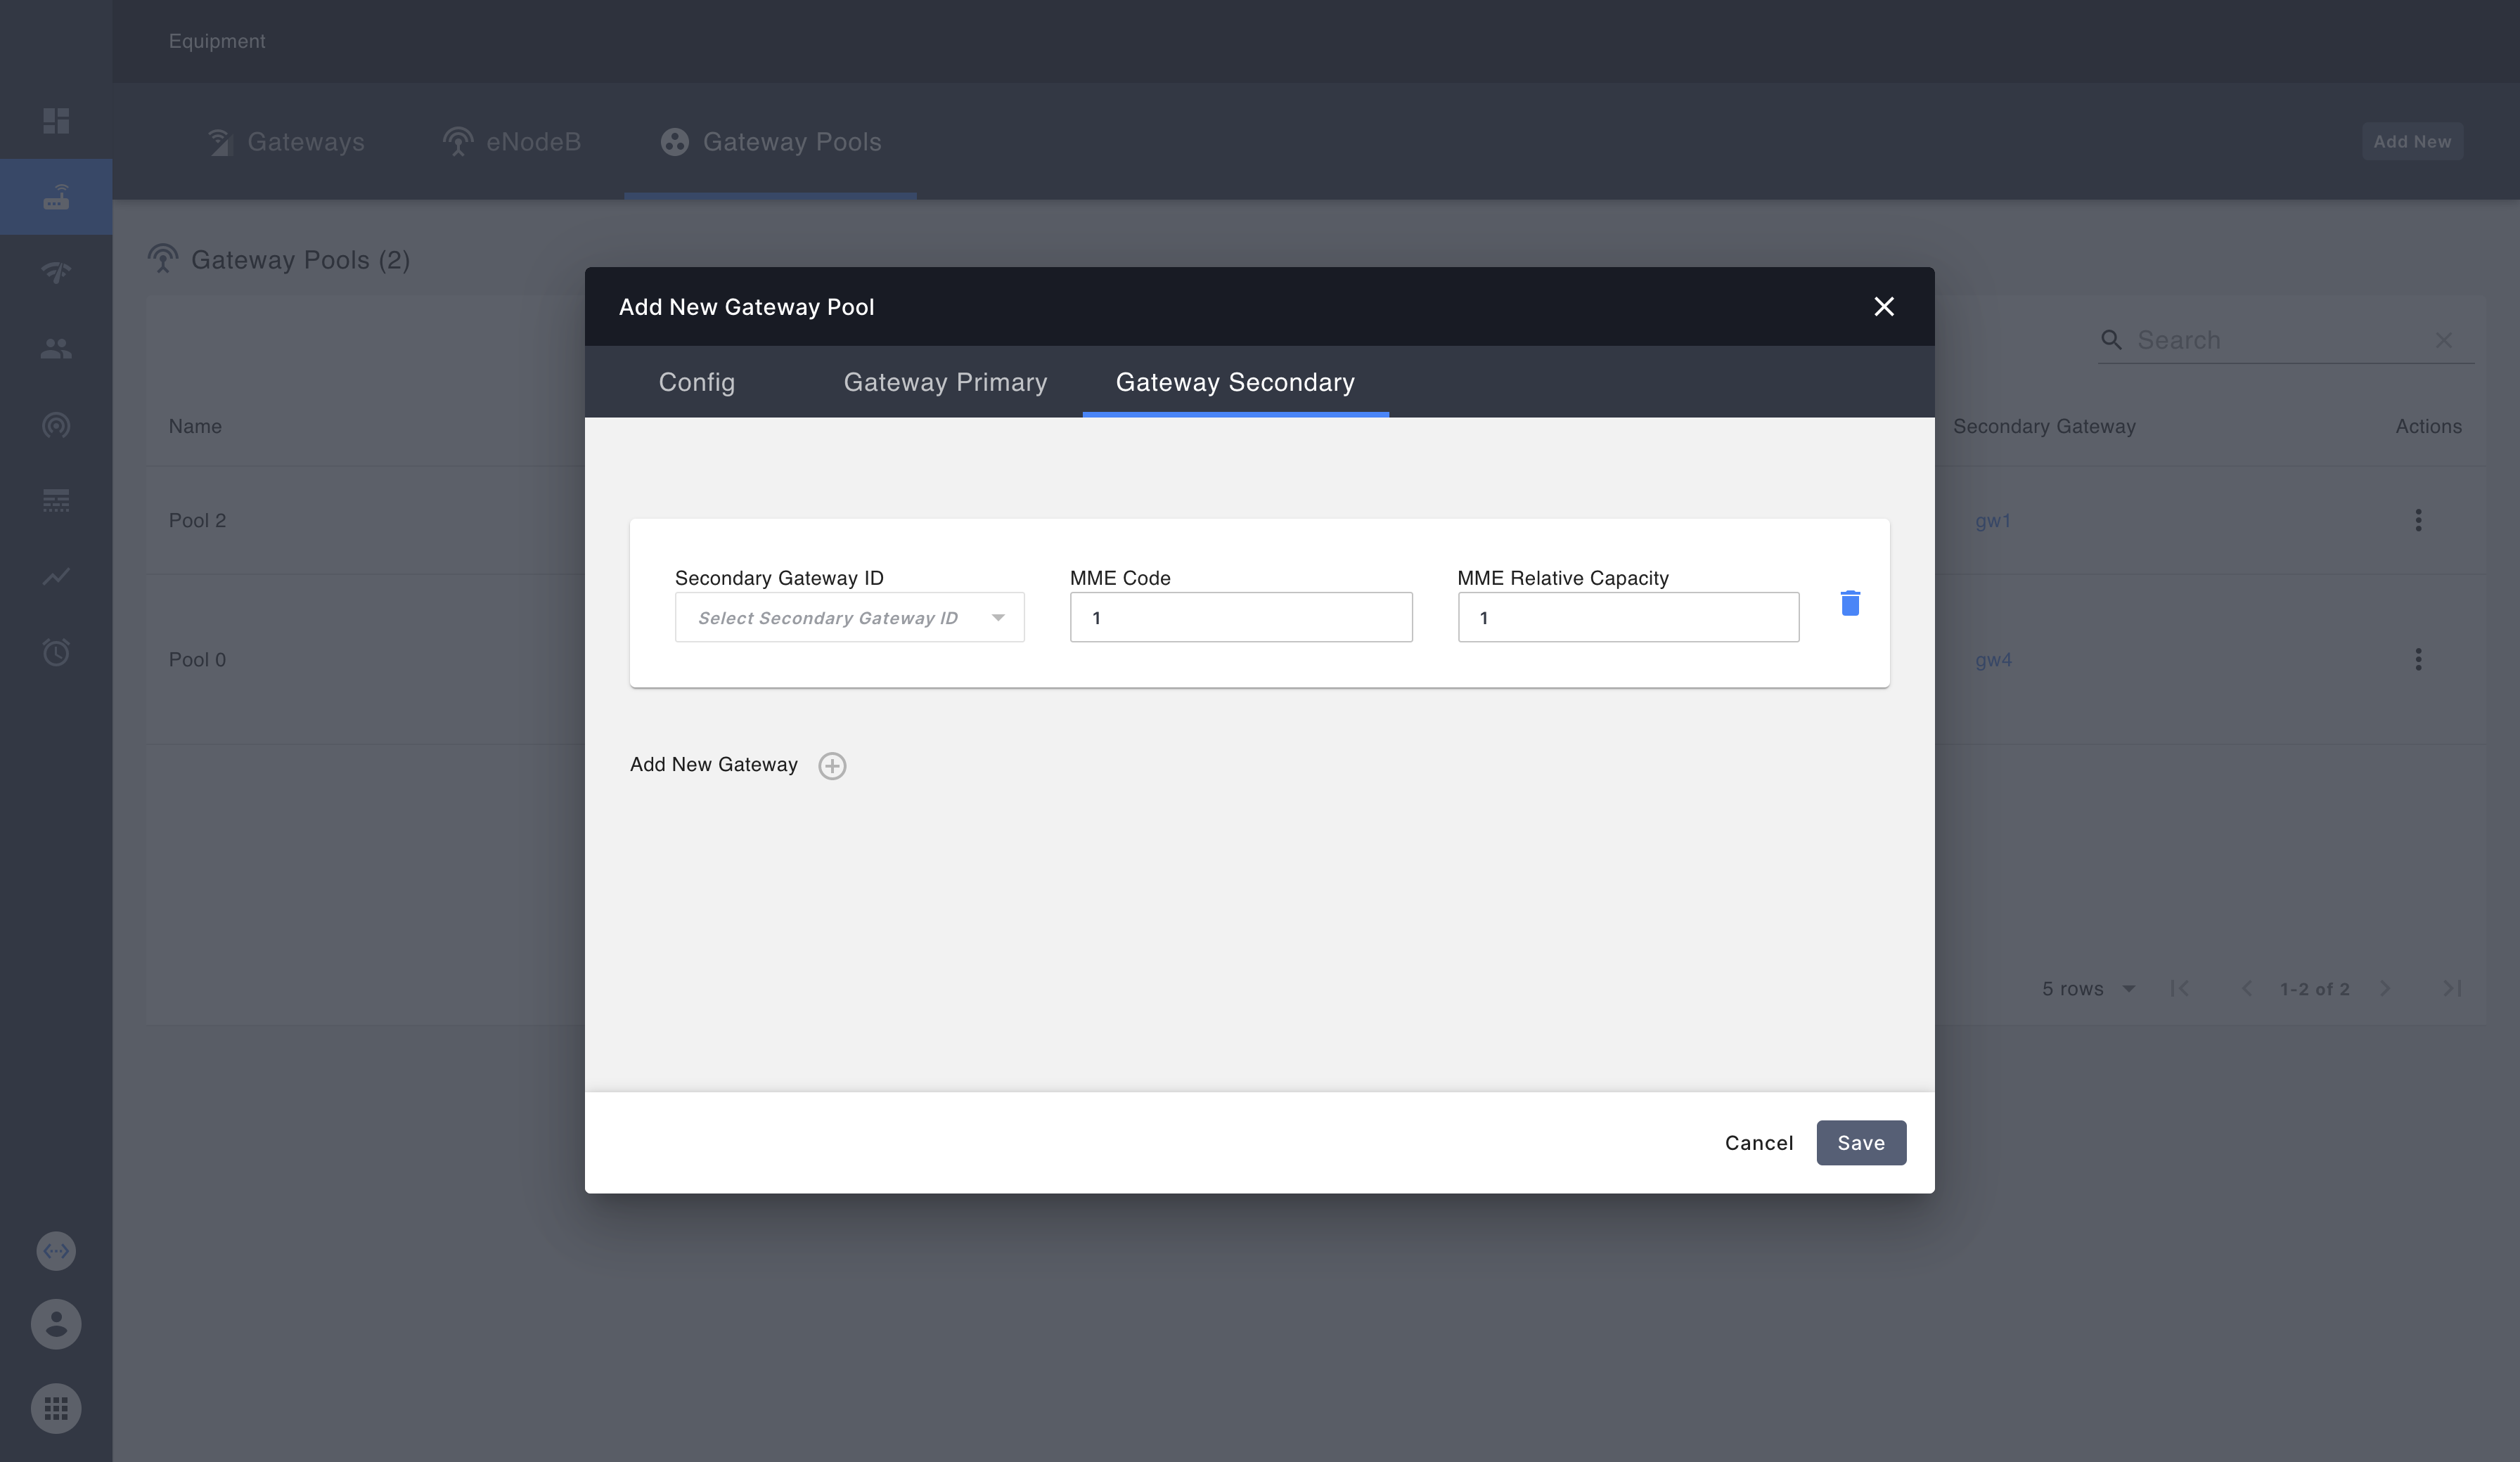 Equipment
Gateways eNodeB Gateway Pools Add New
Gateway Pools (2)
Add New Gateway Pool
Search
Config Gateway Primary Gateway Secondary
Name Secondary Gateway Actions
Pool 2 gw1
Secondary Gateway ID MME Code MME Relative Capacity
Select Secondary Gateway ID 1 1
Pool 0 gw4
Add New Gateway
5 rows 1-2 of 2
Cancel Save